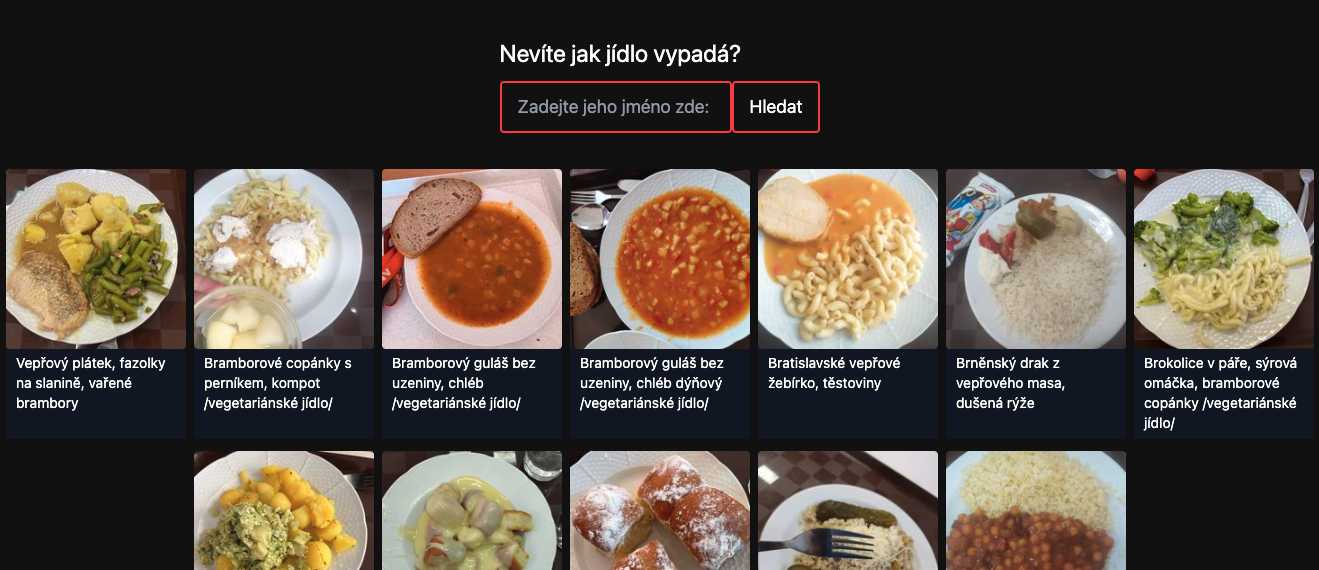 Nevíte jak jídlo vypadá?
Zadejte jeho jméno zde:
Hledat
Vepřový plátek, fazolky
na slanině, vařené
brambory
Bramborové copánky s
perníkem, kompot
/vegetariánské jídlo/
Bramborový guláš bez
uzeniny, chléb
/vegetariánské jídlo/
Bramborový guláš bez
uzeniny, chléb dýňový
/vegetariánské jídlo/
Bratislavské vepřové
žebírko, těstoviny
Brněnský drak z
vepřového masa,
dušená rýže
Brokolice v páře, sýrová
omáčka, bramborové
copánky /vegetariánské
jídlo/